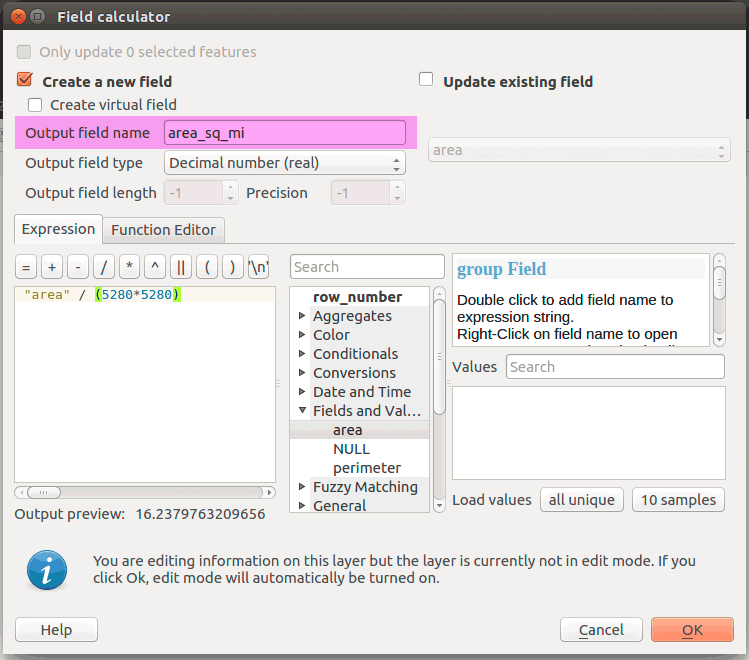 Field calculator
Only update 0 selected features
Create a new field
Update existing field
Create virtual field
Output field name area_sq_mi
area
Output field type Decimal number (real)
Output field length -1 Precision -1
Expression Function Editor
= + - / * ^ || ( ) '\n'
Search
group Field
Double click to add field name to
expression string.
Right-Click on field name to open
"area" / (5280*5280)
row_number
Aggregates
Color
Conditionals
Conversions
Date and Time
Fields and Val...
area
NULL
perimeter
Fuzzy Matching
General
Values Search
Load values all unique 10 samples
Output preview: 16.2379763209656
You are editing information on this layer but the layer is currently not in edit mode. If you
click Ok, edit mode will automatically be turned on.
Help Cancel OK